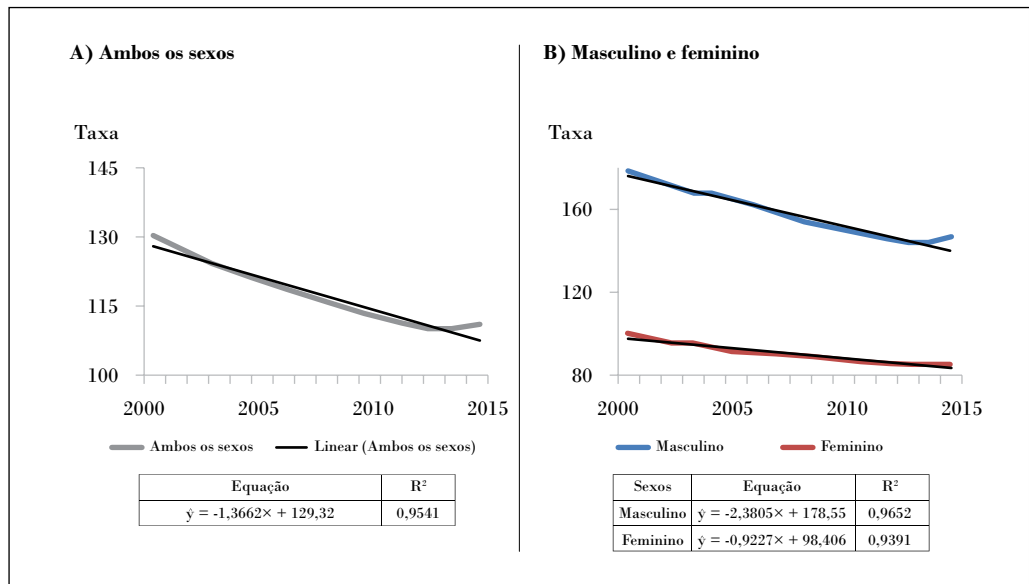 A) Ambos os sexos
Taxa
145
130
115
100
2000 2005 2010 2015
Ambos os sexos Linear (Ambos os sexos)
Equação R²
ŷ = -1,3662× + 129,32 0,9541
B) Masculino e feminino
Taxa
160
120
80
2000 2005 2010 2015
Masculino Feminino
Sexos Equação R²
Masculino ŷ = -2,3805× + 178,55 0,9652
Feminino ŷ = -0,9227× + 98,406 0,9391